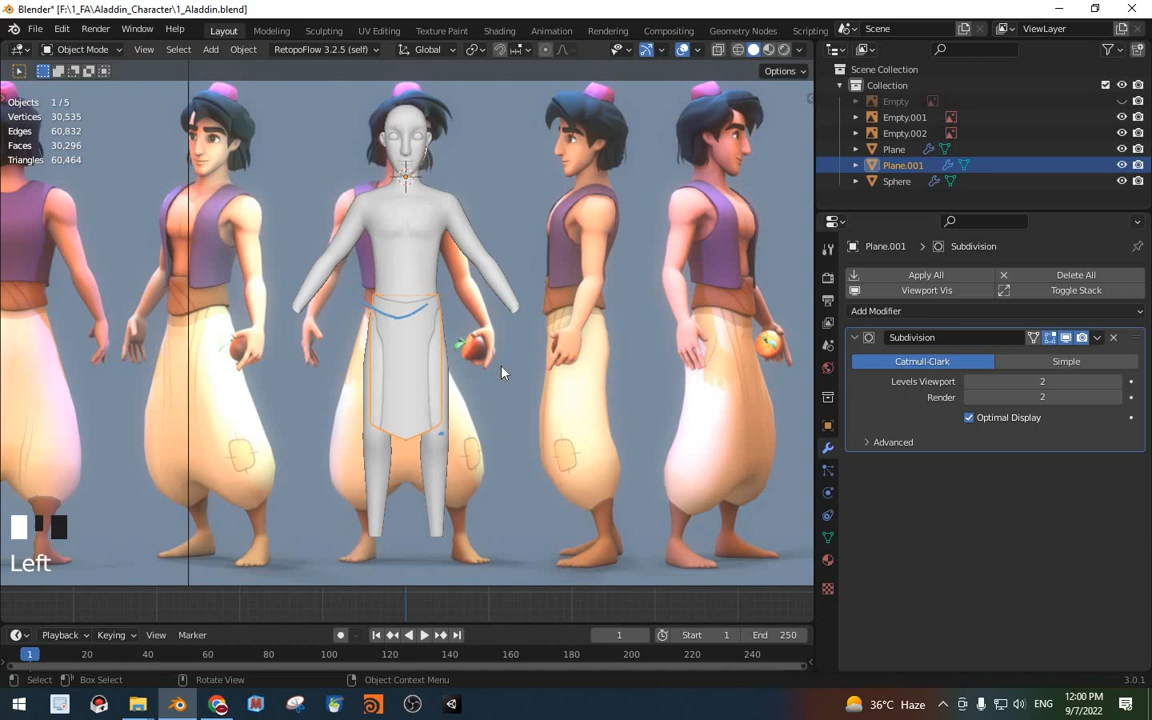 Blender* [F:\1_FA\Aladdin_Character\1_Aladdin.blend]
File Edit Render Window Help Layout Modeling Sculpting UV Editing Texture Paint Shading Animation Rendering Compositing Geometry Nodes Scripting Scene ViewLayer
Object Mode View Select Add Object RetopoFlow 3.2.5 (self) Global
Options
Scene Collection
Collection
Objects 1 / 5
Empty
Vertices 30,535
Edges 60,832
Empty.001
Faces 30,296
Empty.002
Triangles 60,464
Plane
Plane.001
Sphere
Plane.001 > Subdivision
Apply All Delete All
Viewport Vis Toggle Stack
Add Modifier
Subdivision
Catmull-Clark Simple
Levels Viewport 2
Render 2
Optimal Display
Advanced
Left
Playback Keying View Marker 1 Start 1 End 250
1 20 40 60 80 100 120 140 160 180 200 220 240
Select Box Select Rotate View Object Context Menu 3.0.1
36°C Haze ENG 12:00 PM
9/7/2022